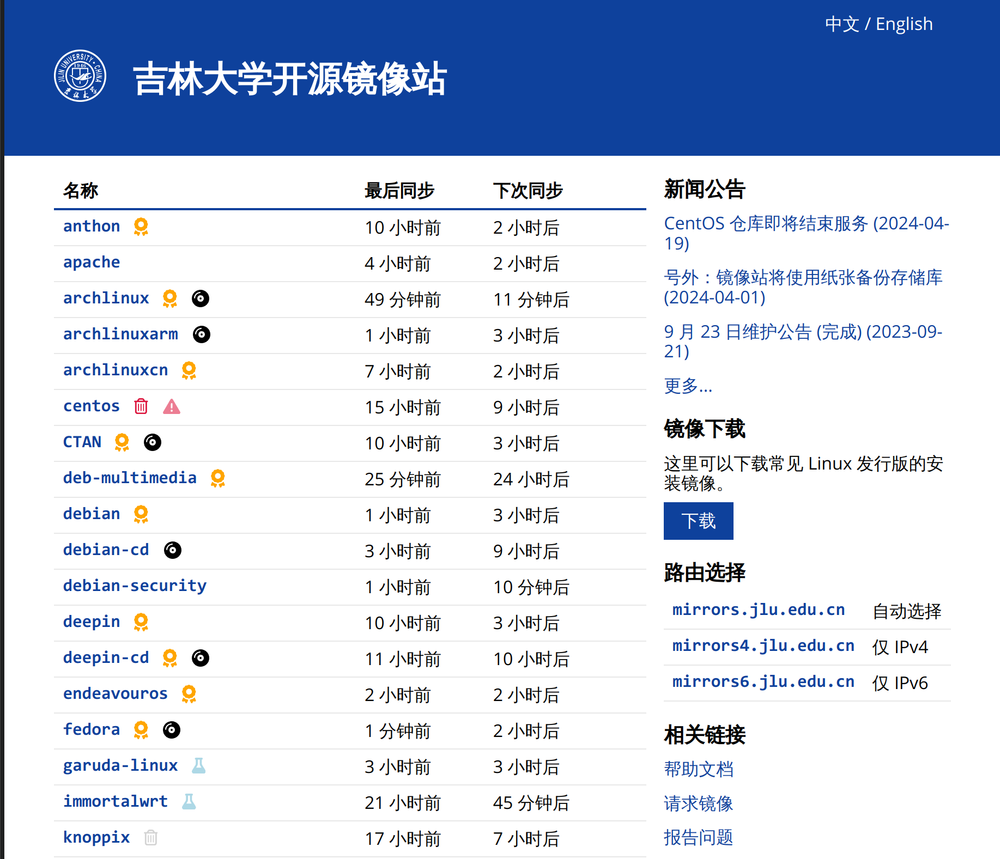 中文 / English
JILIN UNIVERSITY · CHINA
1946
吉林大学开源镜像站
名称 最后同步 下次同步
anthon 10 小时前 2 小时后
apache 4 小时前 2 小时后
archlinux 49 分钟前 11 分钟后
archlinuxarm 1 小时前 3 小时后
archlinuxcn 7 小时前 2 小时后
centos 15 小时前 9 小时后
CTAN 10 小时前 3 小时后
deb-multimedia 25 分钟前 24 小时后
debian 1 小时前 3 小时后
debian-cd 3 小时前 9 小时后
debian-security 1 小时前 10 分钟后
deepin 10 小时前 3 小时后
deepin-cd 11 小时前 10 小时后
endeavouros 2 小时前 2 小时后
fedora 1 分钟前 2 小时后
garuda-linux 3 小时前 3 小时后
immortalwrt 21 小时前 45 分钟后
knoppix 17 小时前 7 小时后
新闻公告
CentOS 仓库即将结束服务 (2024-04-
19)
号外：镜像站将使用纸张备份存储库
(2024-04-01)
9 月 23 日维护公告 (完成) (2023-09-
21)
更多...
镜像下载
这里可以下载常见 Linux 发行版的安
装镜像。
下载
路由选择
mirrors.jlu.edu.cn 自动选择
mirrors4.jlu.edu.cn 仅 IPv4
mirrors6.jlu.edu.cn 仅 IPv6
相关链接
帮助文档
请求镜像
报告问题